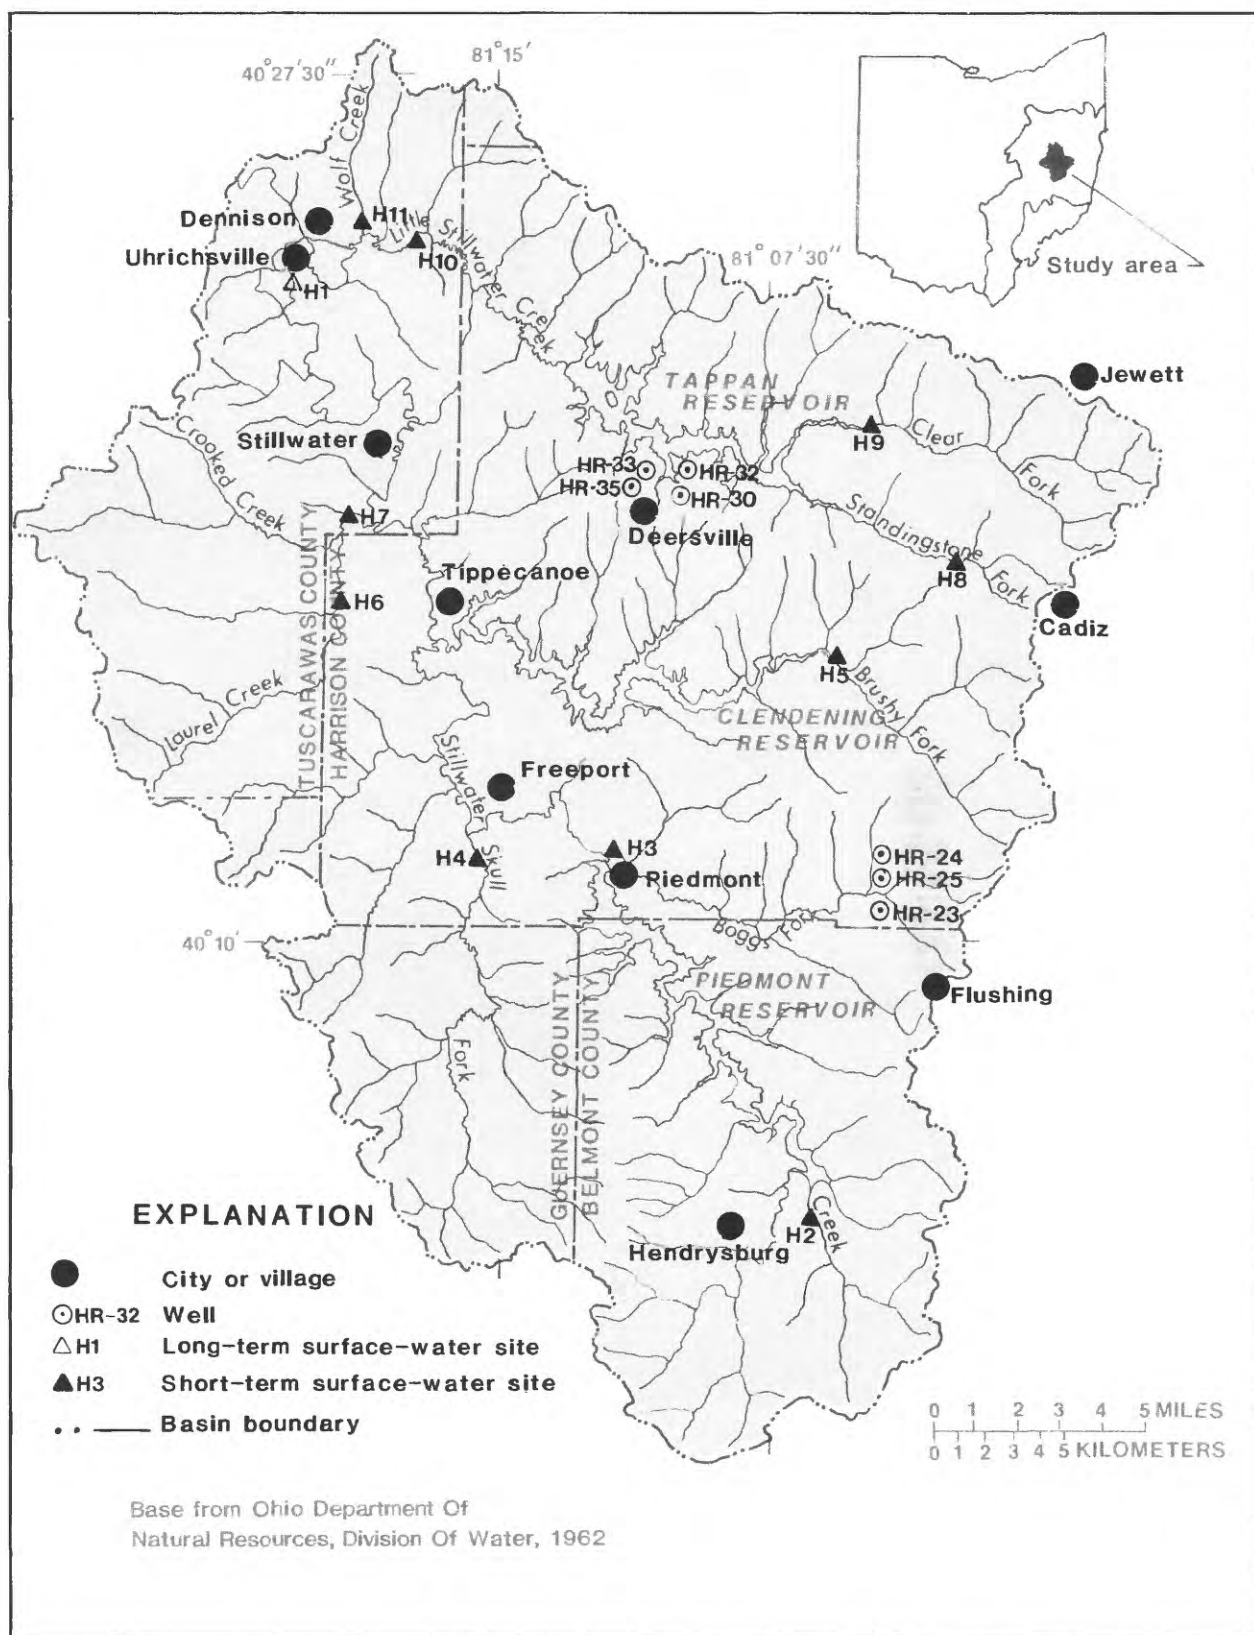 81°15'
40°27'30"
Wolf Creek
Dennison
H11
Little Stillwater Creek
H10
Uhrichsville
H1
81°07'30"
Study area
TAPPAN
RESERVOIR
Jewett
H9
Clear Fork
Crooked Creek
Stillwater
HR-33
HR-32
HR-35
HR-30
Deersville
Standingstone Fork
H7
H8
Tippecanoe
H6
Cadiz
TUSCARAWAS COUNTY
HARRISON COUNTY
H5
Brushy Fork
Laurel Creek
CLENDENING
RESERVOIR
Stillwater
Freeport
H4
Skull
H3
Piedmont
HR-24
HR-25
HR-23
Boggs Fork
40°10'
PIEDMONT
RESERVOIR
Flushing
GUERNSEY COUNTY
BELMONT COUNTY
Fork
H2
Creek
Hendrysburg
EXPLANATION
City or village
HR-32 Well
H1 Long-term surface-water site
H3 Short-term surface-water site
Basin boundary
0 1 2 3 4 5 MILES
0 1 2 3 4 5 KILOMETERS
Base from Ohio Department Of
Natural Resources, Division Of Water, 1962